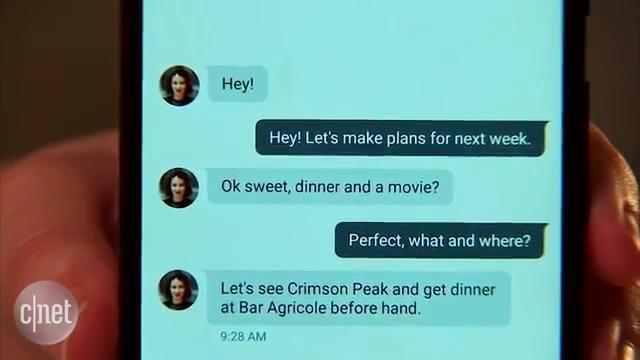 Hey!
Hey! Let's make plans for next week.
Ok sweet, dinner and a movie?
Perfect, what and where?
Let's see Crimson Peak and get dinner
at Bar Agricole before hand.
9:28 AM
c|net